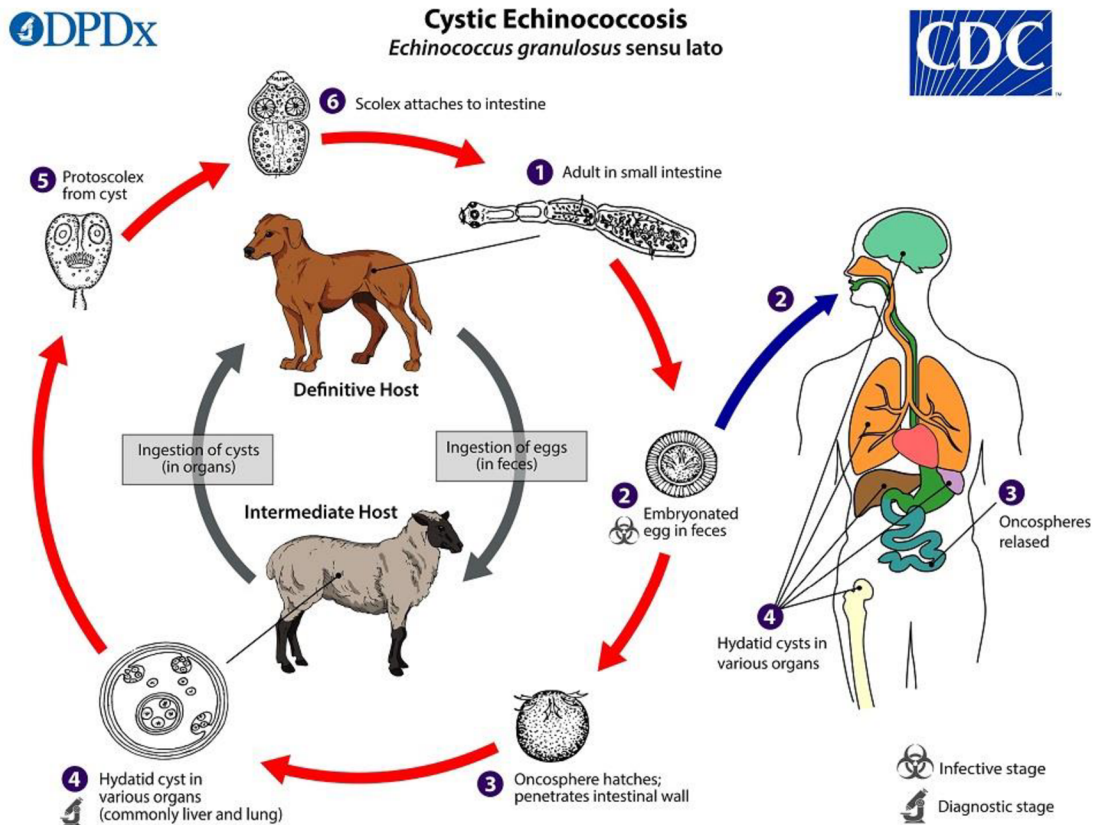 DPDx
Cystic Echinococcosis
Echinococcus granulosus sensu lato
CDC
TM
6 Scolex attaches to intestine
5 Protoscolex
from cyst
1 Adult in small intestine
2
Definitive Host
Ingestion of cysts
(in organs)
Ingestion of eggs
(in feces)
Intermediate Host
2 Embryonated
egg in feces
3
Oncospheres
relased
4
Hydatid cysts in
various organs
4 Hydatid cyst in
various organs
(commonly liver and lung)
3 Oncosphere hatches;
penetrates intestinal wall
Infective stage
Diagnostic stage